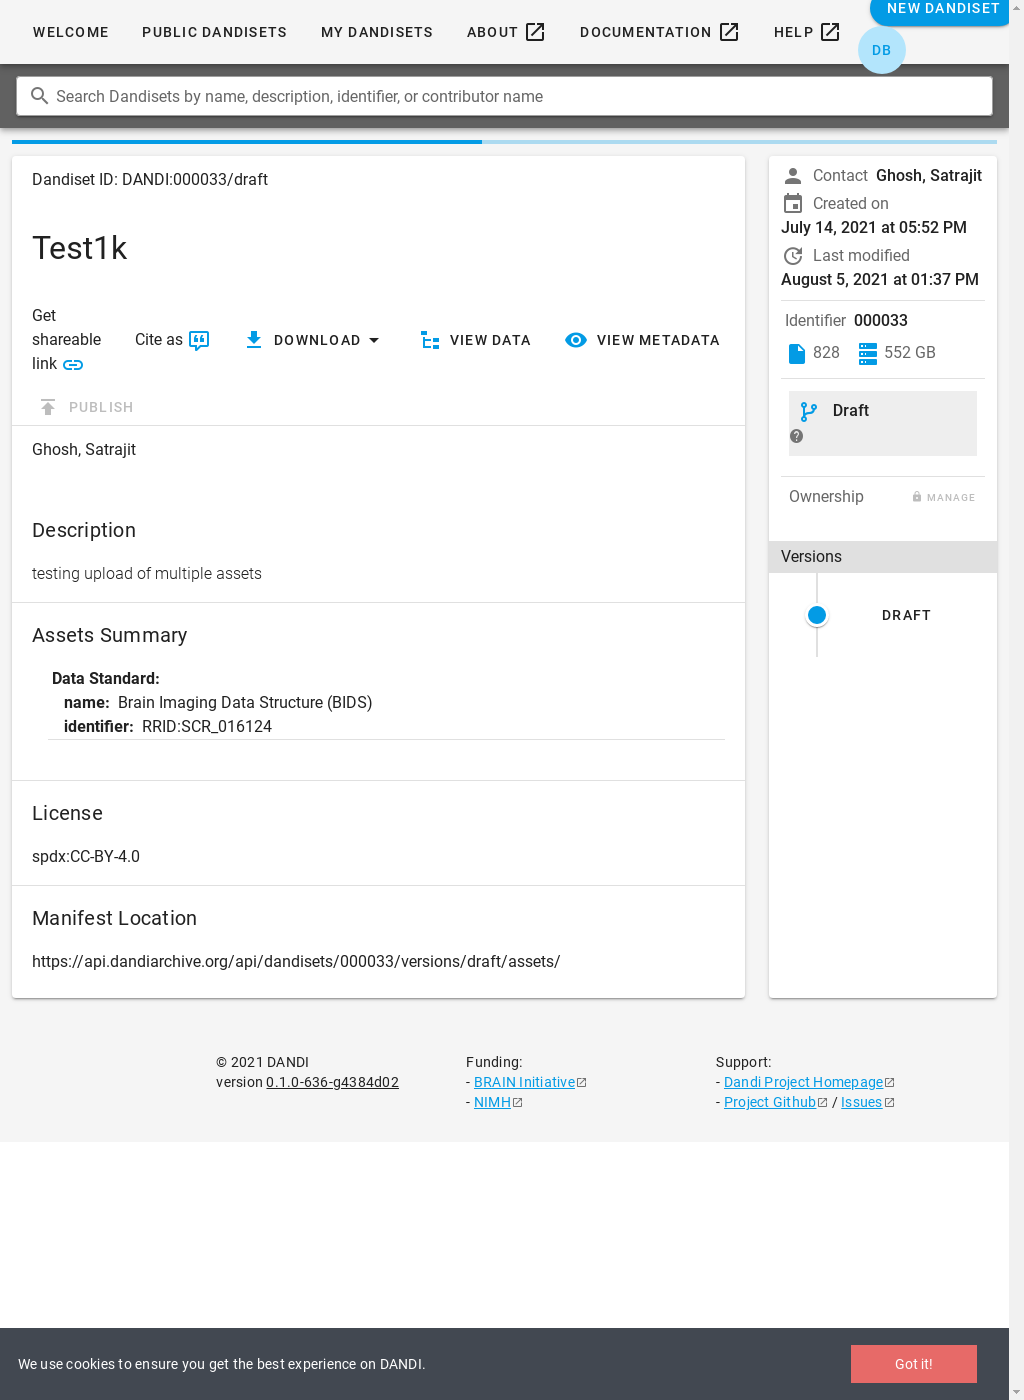 WELCOME PUBLIC DANDISETS MY DANDISETS ABOUT DOCUMENTATION HELP NEW DANDISET
DB
Search Dandisets by name, description, identifier, or contributor name
Dandiset ID: DANDI:000033/draft
Test1k
Get
shareable
link
Cite as
DOWNLOAD
VIEW DATA
VIEW METADATA
PUBLISH
Ghosh, Satrajit
Description
testing upload of multiple assets
Assets Summary
Data Standard:
name: Brain Imaging Data Structure (BIDS)
identifier: RRID:SCR_016124
License
spdx:CC-BY-4.0
Manifest Location
https://api.dandiarchive.org/api/dandisets/000033/versions/draft/assets/
Contact Ghosh, Satrajit
Created on
July 14, 2021 at 05:52 PM
Last modified
August 5, 2021 at 01:37 PM
Identifier 000033
828 552 GB
Draft
Ownership MANAGE
Versions
DRAFT
© 2021 DANDI
version 0.1.0-636-g4384d02
Funding:
- BRAIN Initiative
- NIMH
Support:
- Dandi Project Homepage
- Project Github / Issues
We use cookies to ensure you get the best experience on DANDI.
Got it!